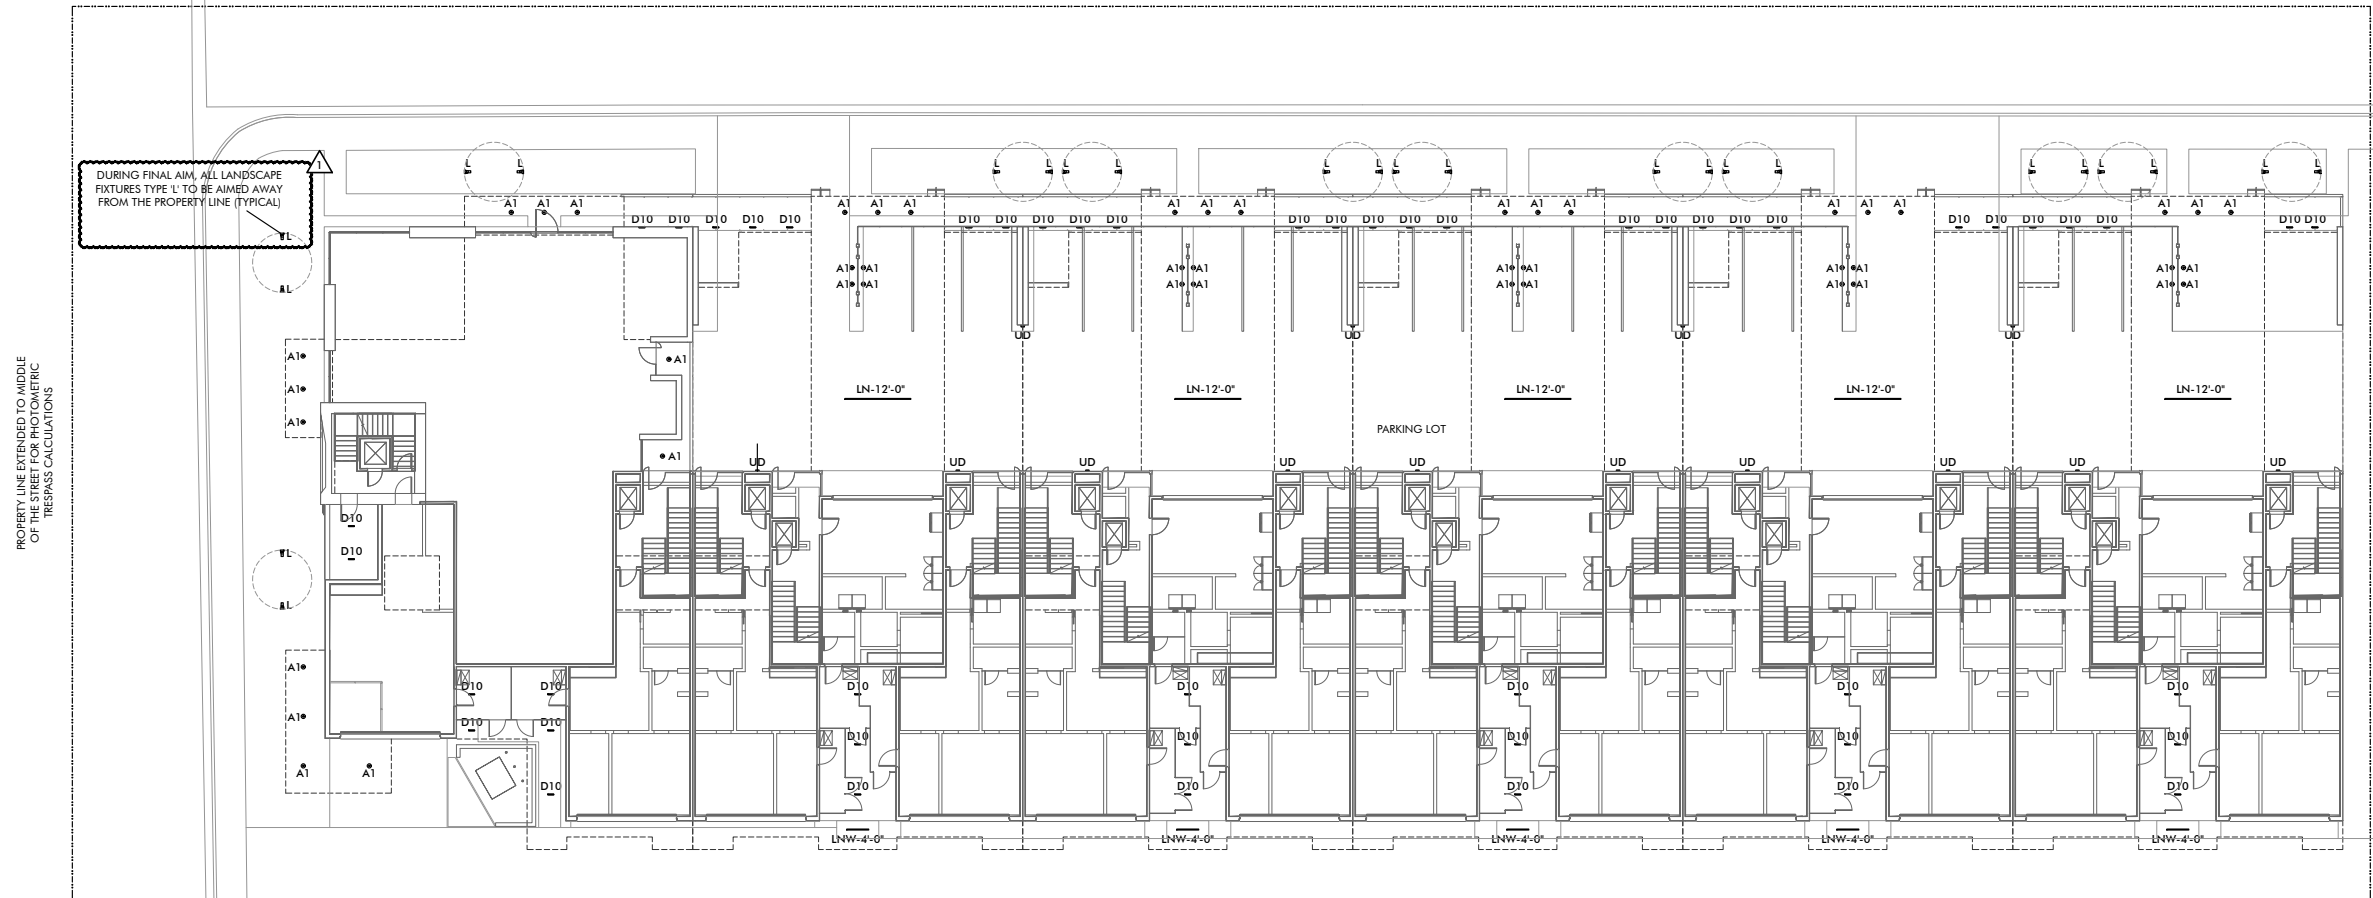 1
DURING FINAL AIM, ALL LANDSCAPE
FIXTURES TYPE 'L' TO BE AIMED AWAY
FROM THE PROPERTY LINE (TYPICAL)
L L L L L L L L L L L L L L L L L L L L
A1 A1 A1 A1 A1 A1 A1 A1 A1 A1 A1 A1 A1 A1 A1 A1 A1 A1
D10 D10 D10 D10 D10 D10 D10 D10 D10 D10 D10 D10 D10 D10 D10 D10 D10 D10 D10 D10 D10 D10 D10 D10 D10 D10 D10
L
A1 A1 A1 A1 A1 A1 A1 A1 A1 A1
A1 A1 A1 A1 A1 A1 A1 A1 A1 A1
L
UD UD UD UD
A1 A1
PROPERTY LINE EXTENDED TO MIDDLE
OF THE STREET FOR PHOTOMETRIC
TRESPASS CALCULATIONS
A1 LN-12'-0" LN-12'-0" LN-12'-0" LN-12'-0" LN-12'-0"
A1
PARKING LOT
A1
UD UD UD UD UD UD UD UD UD UD
D10
D10
L
L
A1
D10 D10 D10 D10 D10 D10 D10
A1
D10 D10
D10 D10 D10 D10 D10
A1 A1
D10 D10 D10 D10 D10 D10
LNW-4'-0" LNW-4'-0" LNW-4'-0" LNW-4'-0" LNW-4'-0"